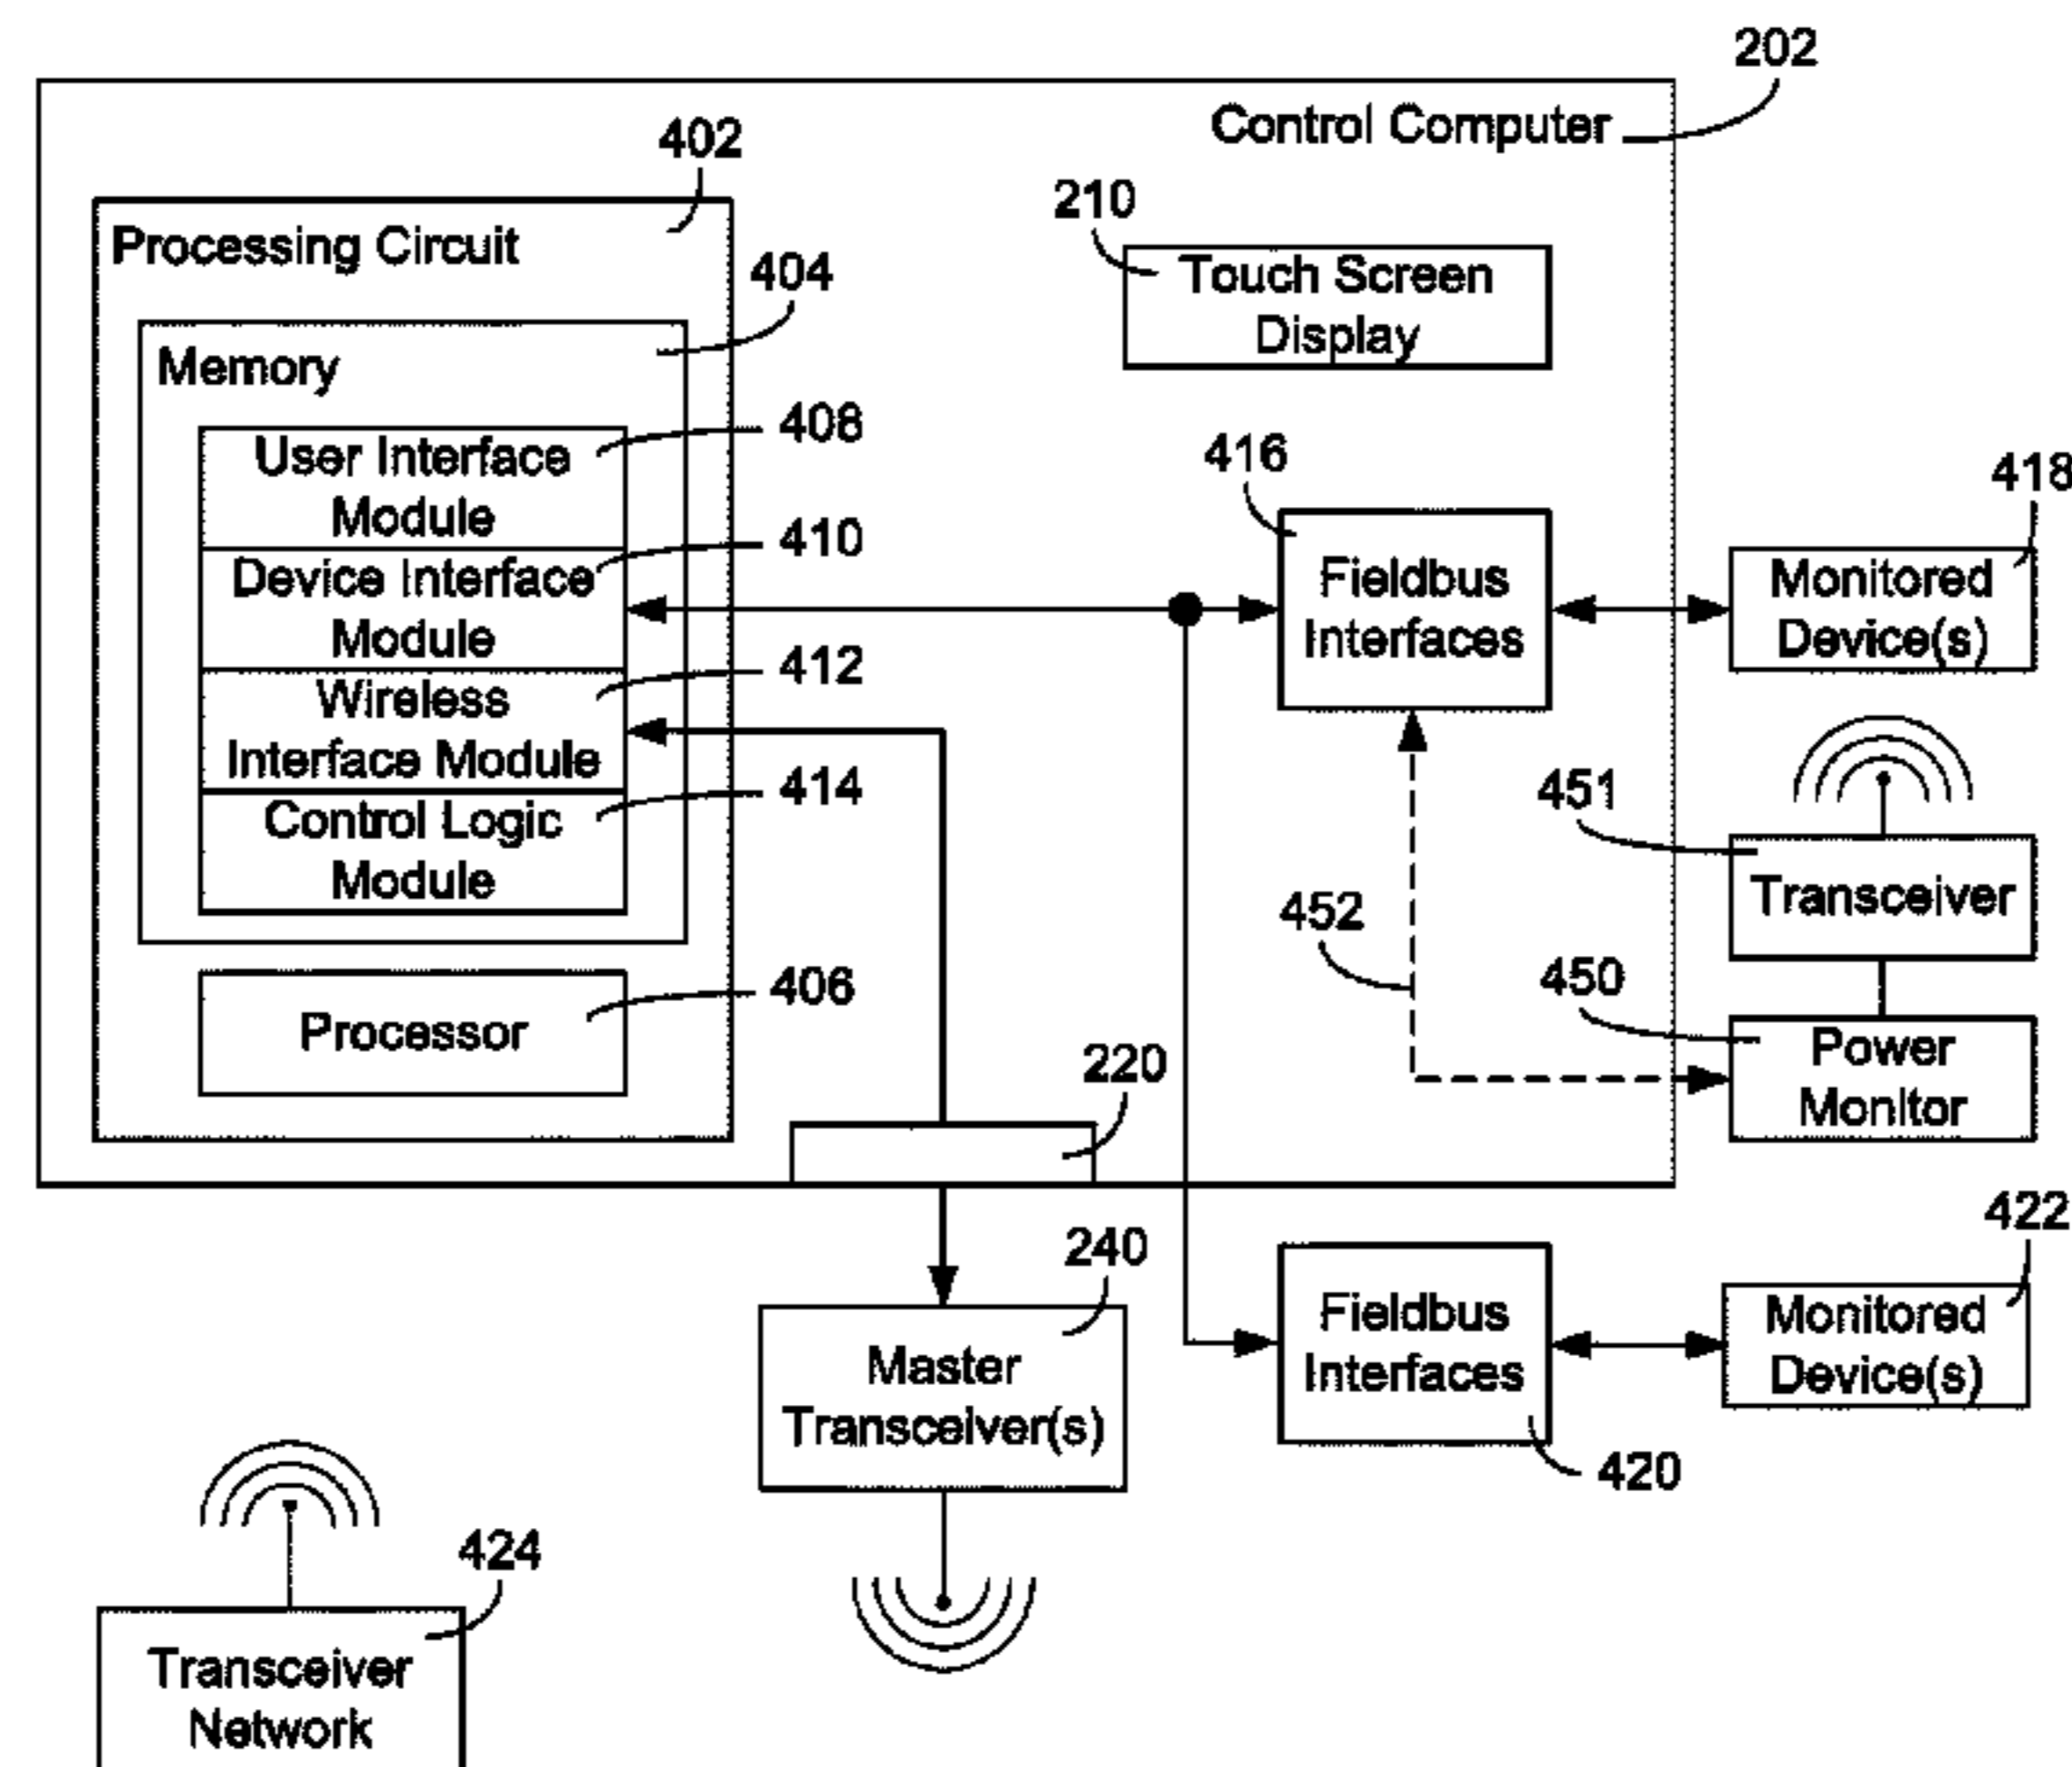 202
Control Computer
402
Processing Circuit
210
Touch Screen
Display
404
Memory
408
User Interface
Module
416
418
410
Device Interface
Module
Fieldbus
Interfaces
Monitored
Device(s)
412
Wireless
Interface Module
451
414
Control Logic
Module
Transceiver
452
406
Processor
450
Power
Monitor
220
422
240
Fieldbus
Interfaces
Monitored
Device(s)
Master
Transceiver(s)
420
424
Transceiver
Network